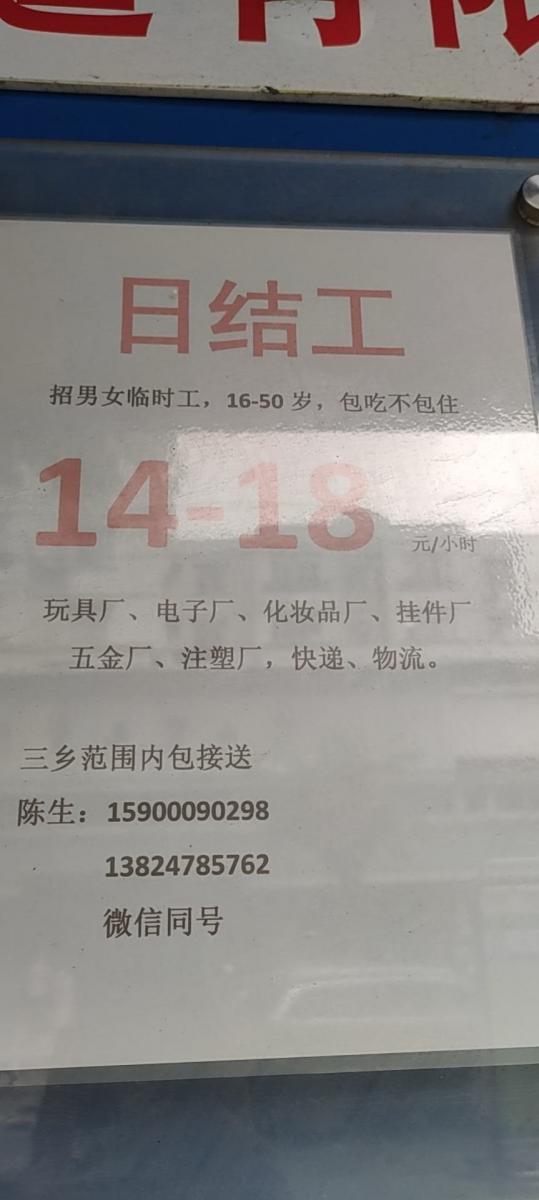 有限
日结工
招男女临时工，16-50 岁，包吃不包住
14-18 元/小时
玩具厂、电子厂、化妆品厂、挂件厂
五金厂、注塑厂，快递、物流。
三乡范围内包接送
陈生：15900090298
13824785762
微信同号